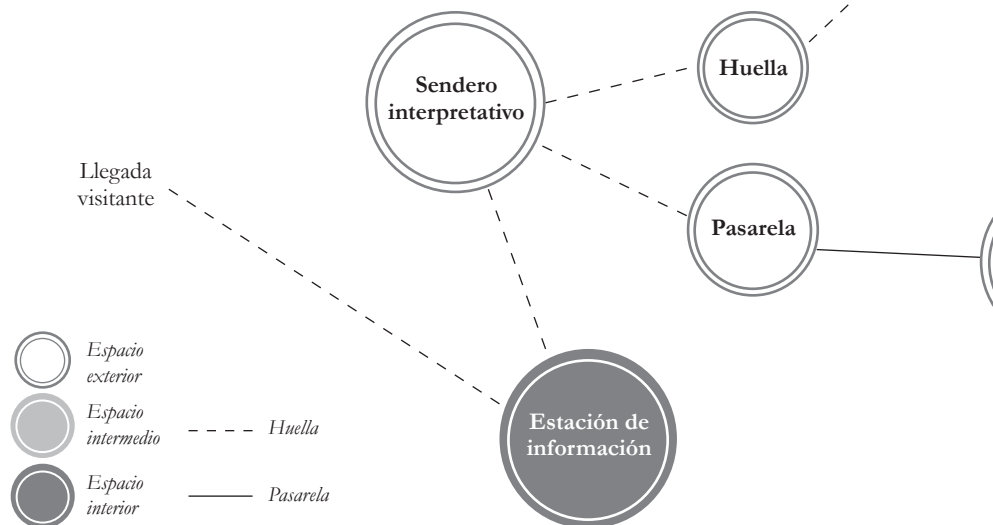 Sendero
interpretativo
Huella
Llegada
visitante
Pasarela
Estación de
información
Espacio
exterior
Espacio
intermedio
Huella
Espacio
interior
Pasarela